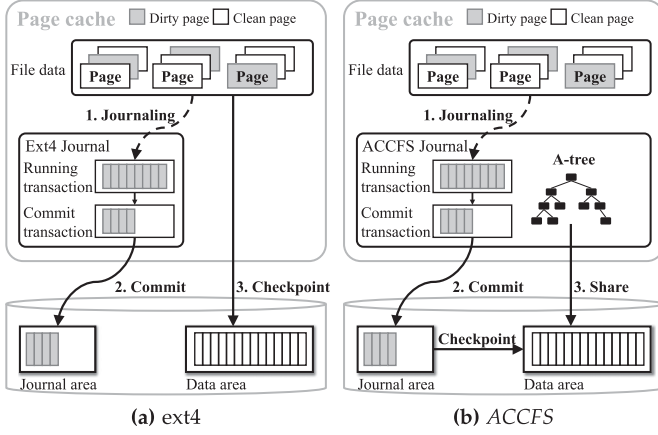 Page cache
Dirty page
Clean page
File data
Page
Page
Page
1. Journaling
Ext4 Journal
Running
transaction
Commit
transaction
2. Commit
3. Checkpoint
Journal area
Data area
(a) ext4
Page cache
Dirty page
Clean page
File data
Page
Page
Page
1. Journaling
ACCFS Journal
Running
transaction
A-tree
Commit
transaction
2. Commit
3. Share
Checkpoint
Journal area
Data area
(b) ACCFS